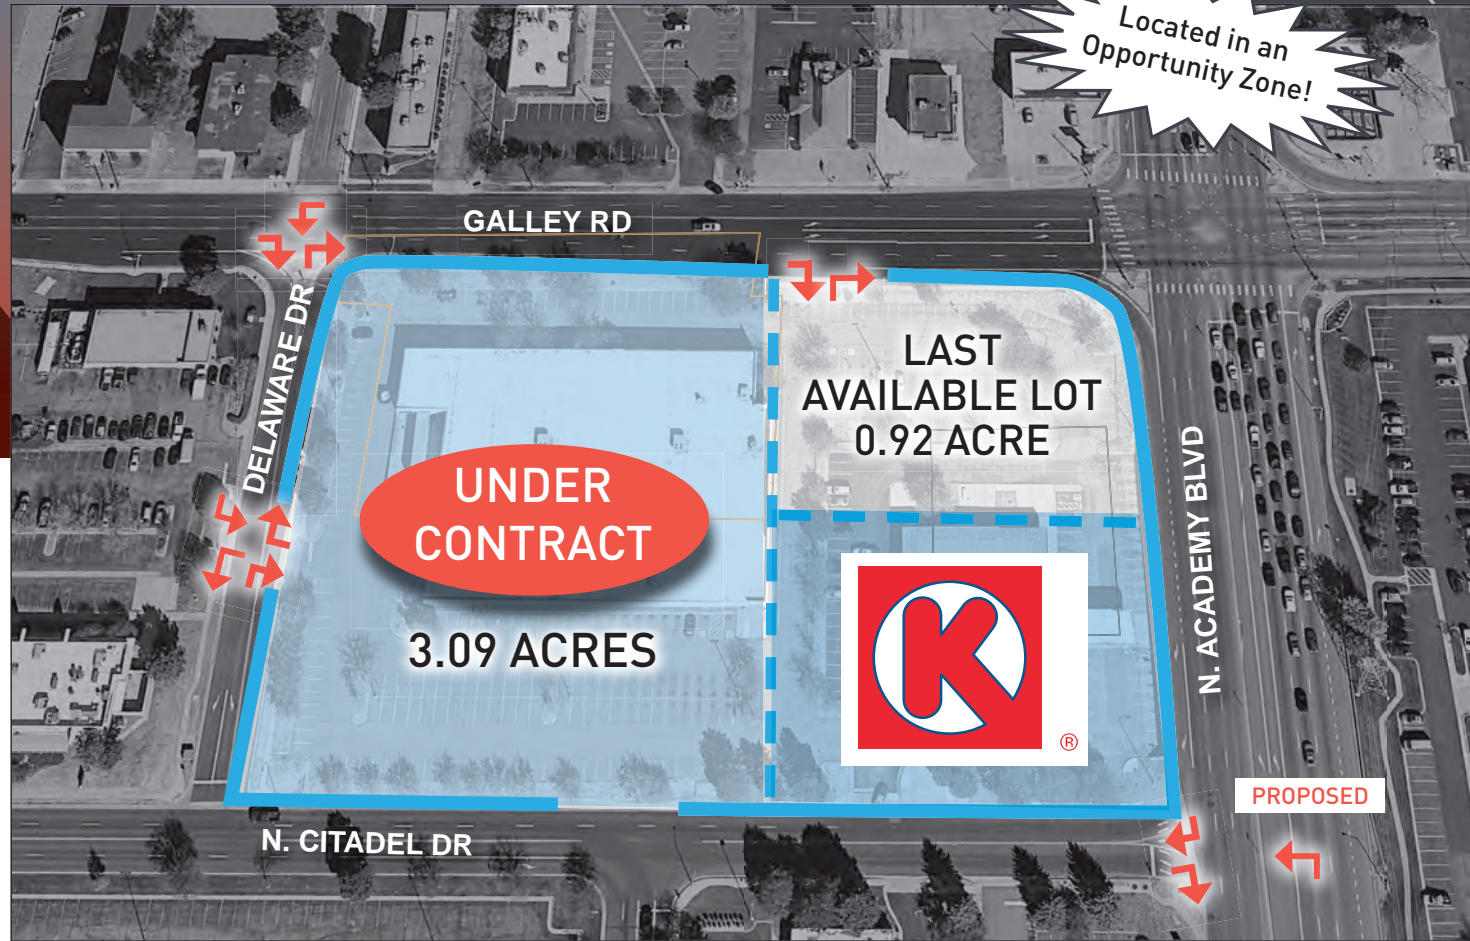 Located in an
Opportunity Zone!
GALLEY RD
DELAWARE DR
LAST
AVAILABLE LOT
0.92 ACRE
UNDER
CONTRACT
3.09 ACRES
N. ACADEMY BLVD
K
®
PROPOSED
N. CITADEL DR